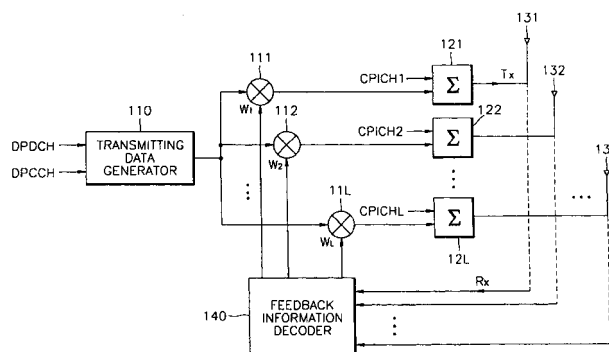 131
111
121
132
CPICH1
Σ
Tx
110
W1
112
122
CPICH2
Σ
DPDCH
TRANSMITTING
DATA
GENERATOR
DPCCH
W2
11L
CPICHL
Σ
WL
12L
Rx
140
FEEDBACK
INFORMATION
DECODER